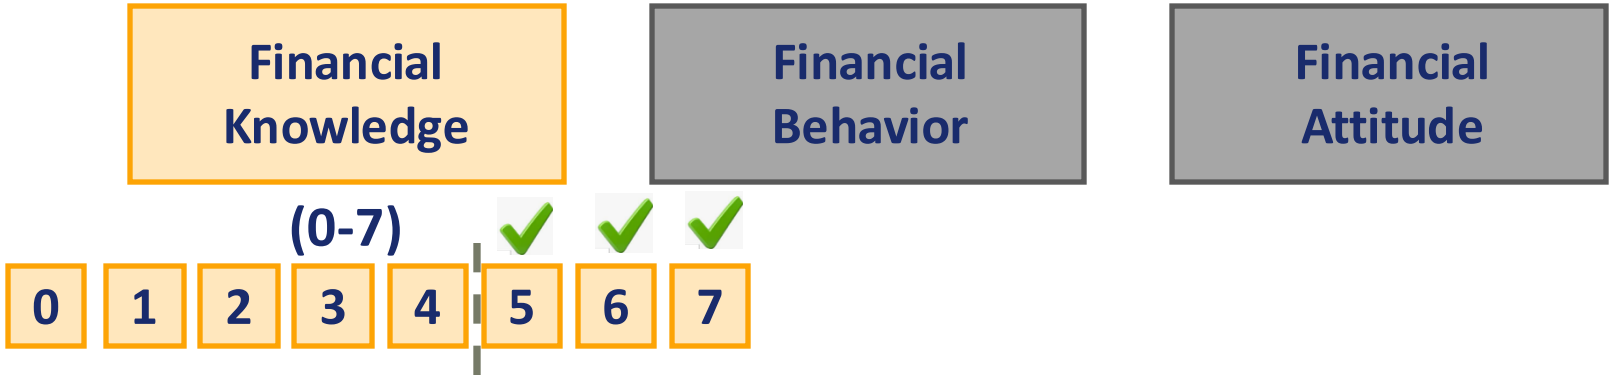 Financial
Knowledge
Financial
Behavior
Financial
Attitude
(0-7)
0 1 2 3 4 5 6 7